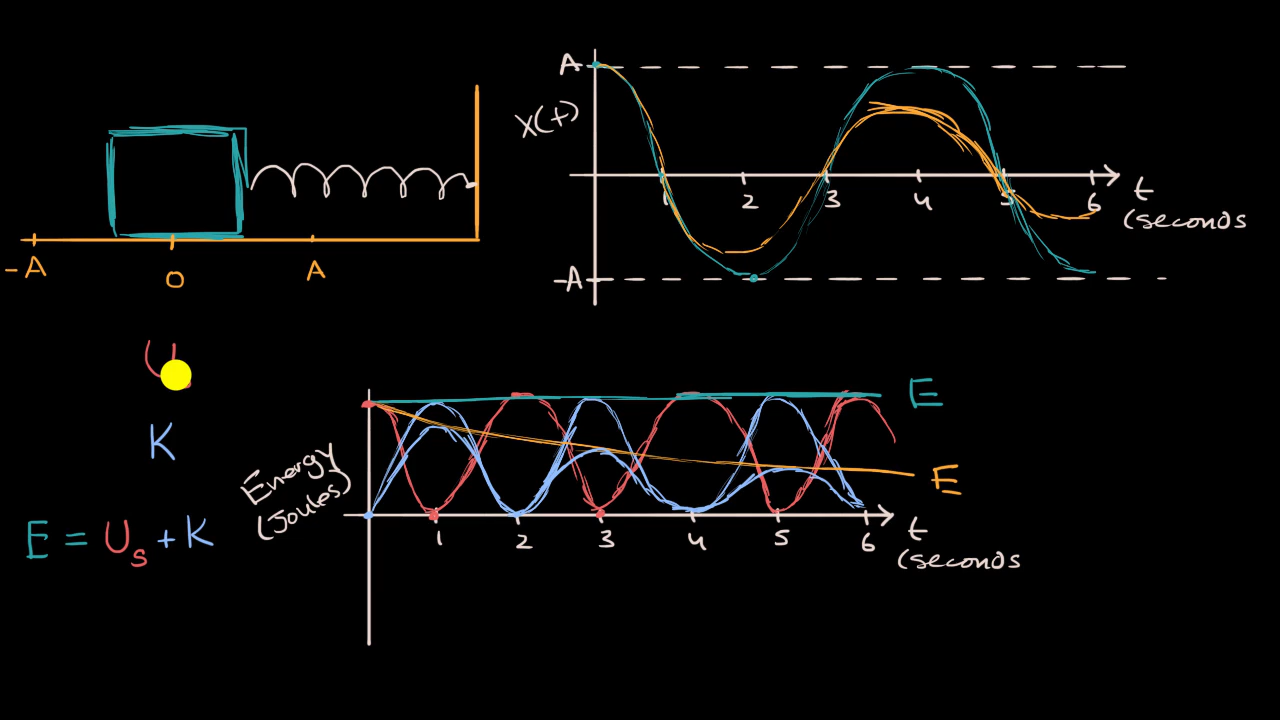 A
X(t)
-A
1 2 3 4 5 6
t
(seconds
-A 0 A
U
K
E = Us + K
Energy
(Joules)
1 2 3 4 5 6
t
(seconds
E
E